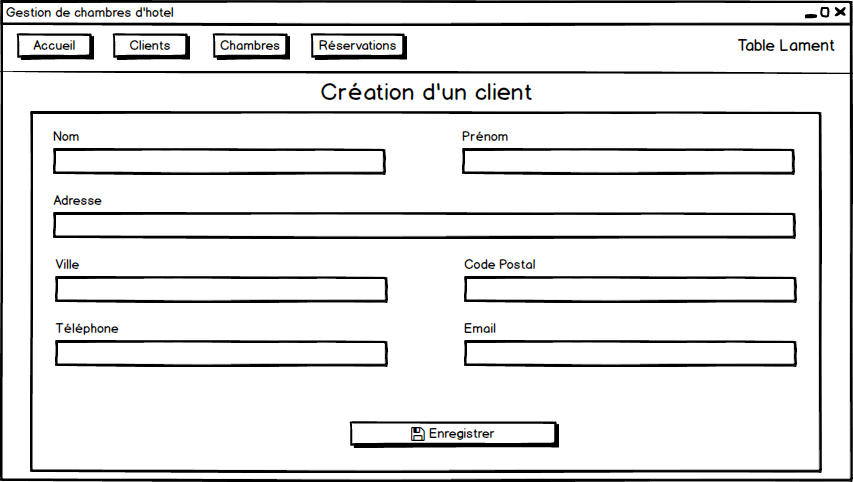 Gestion de chambres d'hotel
Accueil Clients Chambres Réservations Table Lament
Création d'un client
Nom Prénom
Adresse
Ville Code Postal
Téléphone Email
Enregistrer